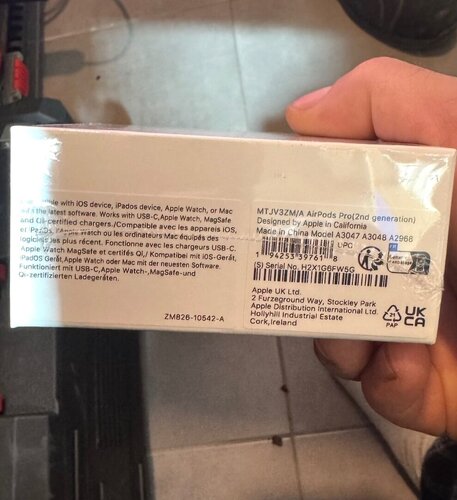 ible with iOS device, iPados device, Apple Watch, or Mac
the latest software. Works with USB-C,Apple Watch, MagSafe
and Qi-certified chargers./Compatible avec les appareils iOS,
Apple Watch ou les ordinateurs Mac équipés des
logiciels les plus récent. Fonctionne avec les chargeurs USB-C,
Apple Watch, MagSafe et certifés Qi,/ Kombatibel mit iOS-Gerät,
iPadOS Gerät,Apple Watch oder Mac mit der neuesten Software.
Funktioniert mit USB-C,Apple Watch-,MagSafe-und
Qi-zertifizierten Ladegeräten.
ZM826-10542-A
MTJV3ZM/A AirPods Pro(2nd generation)
Designed by Apple in California
Made in China Model A3047 A3048 A2968
UPC
1 94253 39761 8
(S) Serial No. H2X1G6FW5G
Apple UK Ltd.
2 Furzeground Way, Stockley Park
Apple Distribution International Ltd.
Hollyhill Industrial Estate
Cork,Ireland
21
PAP
UK
CA